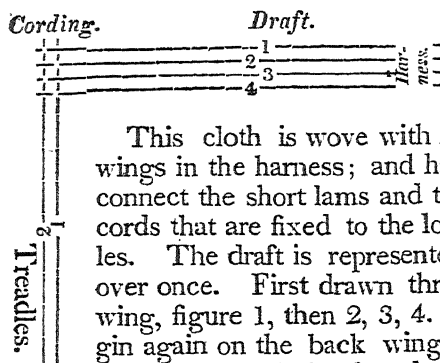 Cording. Draft.
1
2
3
4
Har-
ness.
This cloth is wove with
wings in the harness; and h
connect the short lams and t
cords that are fixed to the lo
les. The draft is represente
over once. First drawn thr
wing, figure 1, then 2, 3, 4.
gin again on the back wing
1
2
Treadles.